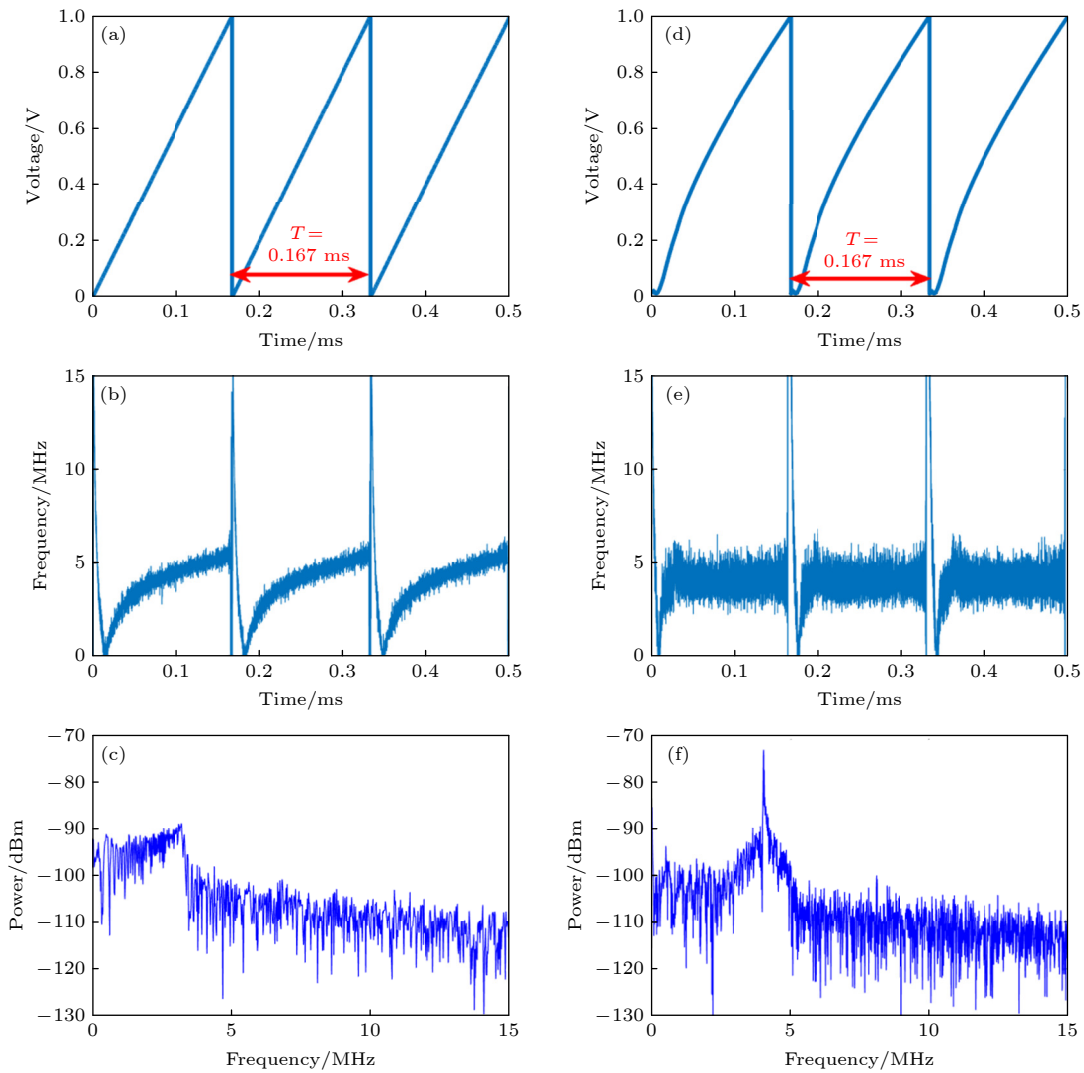 (a)
1.0
0.8
0.6
0.4
0.2
0
Voltage/V
T =
0.167 ms
0 0.1 0.2 0.3 0.4 0.5
Time/ms
(d)
1.0
0.8
0.6
0.4
0.2
0
Voltage/V
T =
0.167 ms
0 0.1 0.2 0.3 0.4 0.5
Time/ms
(b)
15
10
5
0
Frequency/MHz
0 0.1 0.2 0.3 0.4 0.5
Time/ms
(e)
15
10
5
0
Frequency/MHz
0 0.1 0.2 0.3 0.4 0.5
Time/ms
(c)
−70
−80
−90
−100
−110
−120
−130
Power/dBm
0 5 10 15
Frequency/MHz
(f)
−70
−80
−90
−100
−110
−120
−130
Power/dBm
0 5 10 15
Frequency/MHz